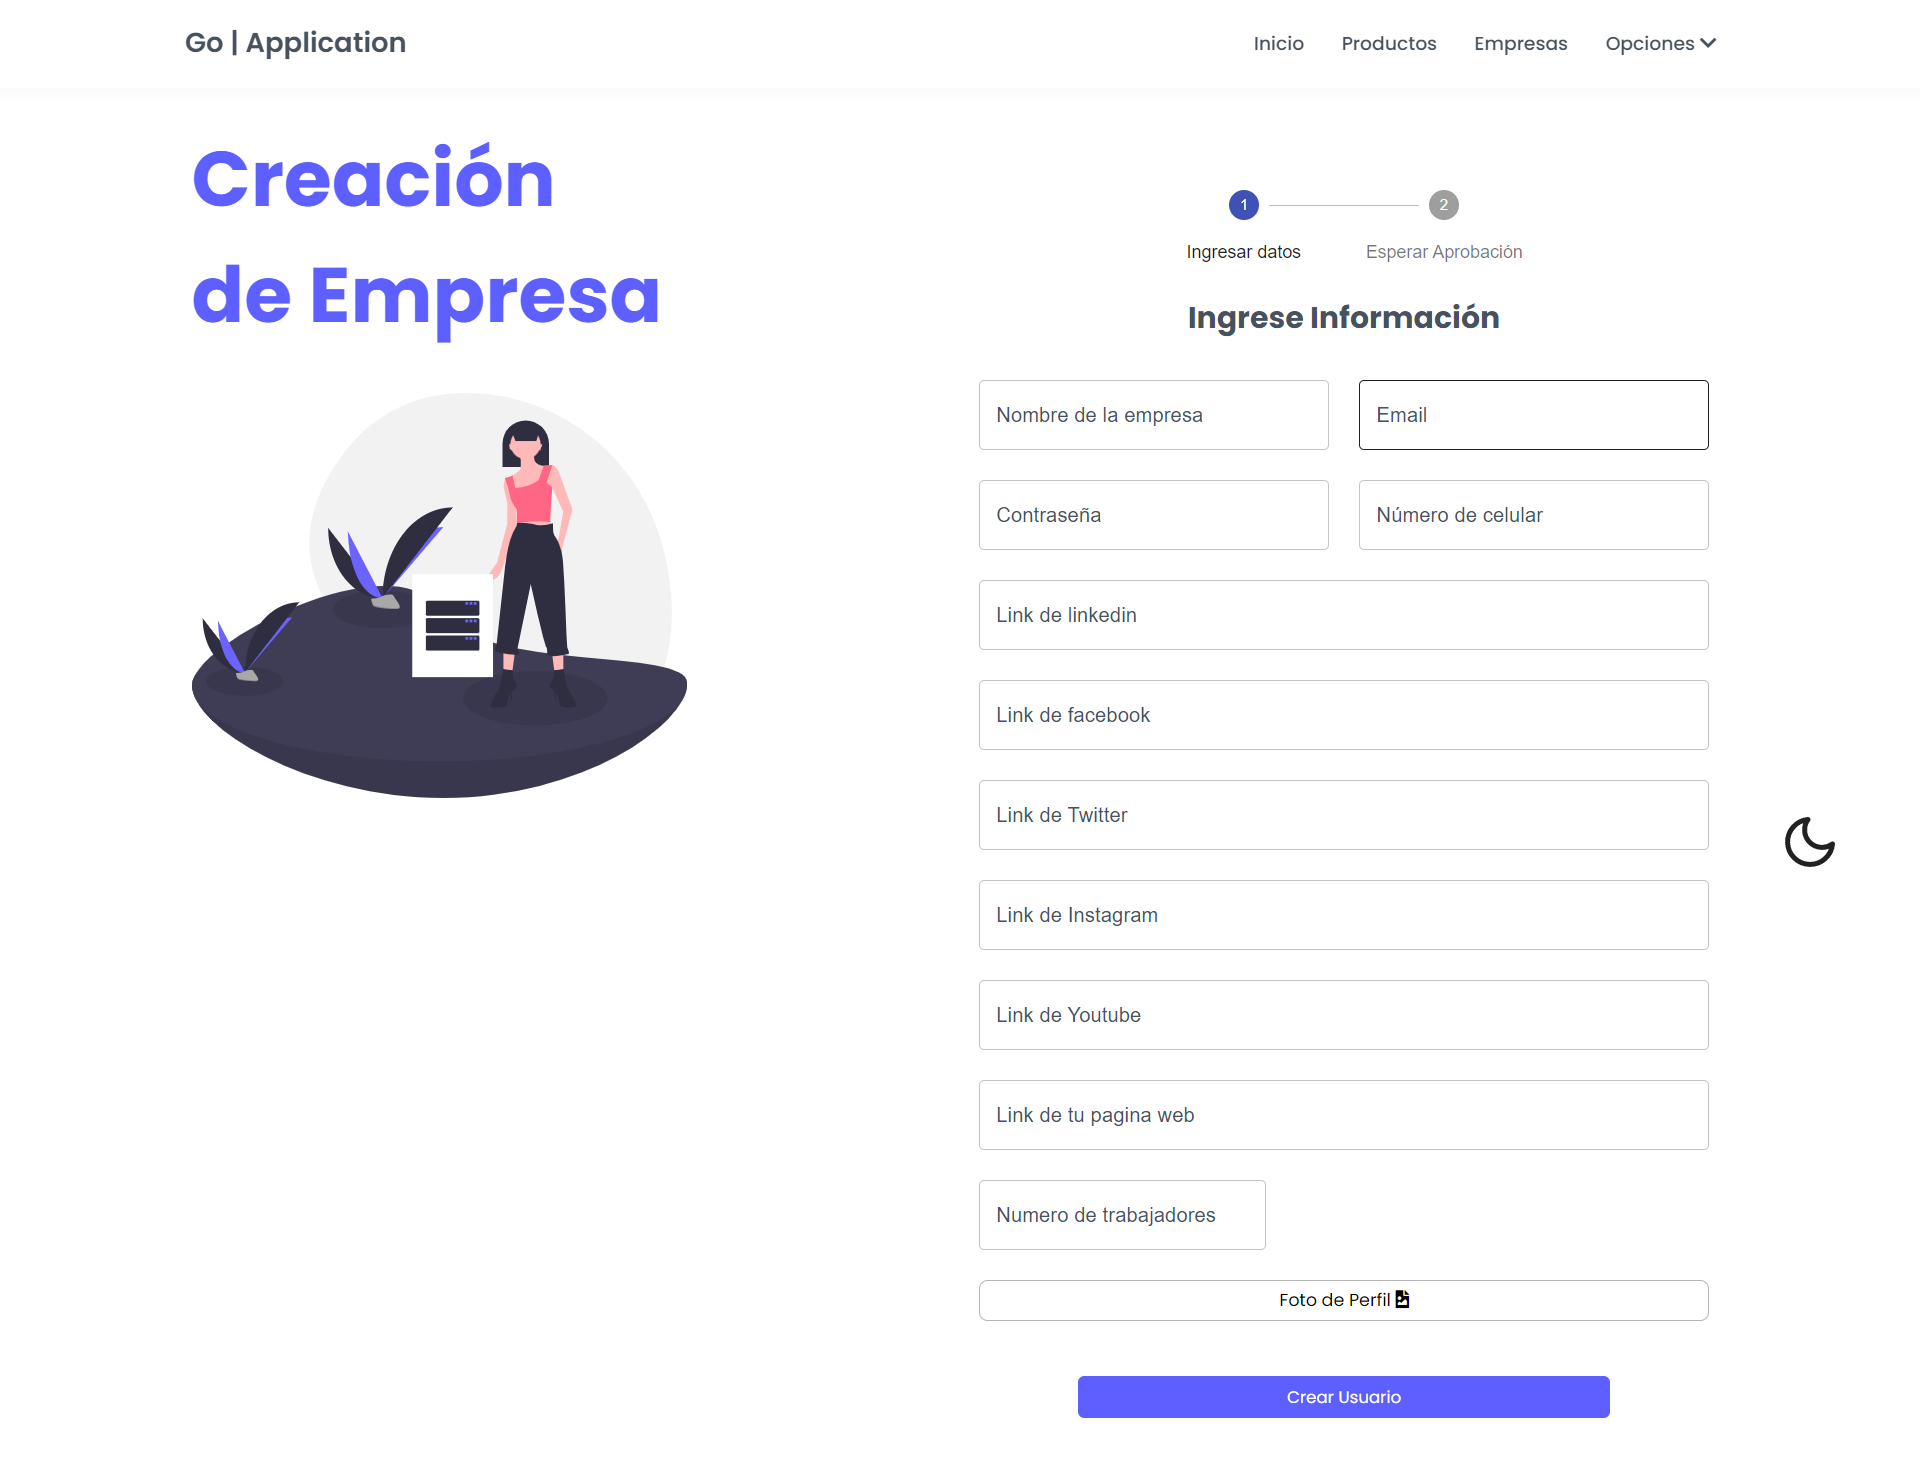 Go | Application
Inicio
Productos
Empresas
Opciones
Creación
de Empresa
1
2
Ingresar datos
Esperar Aprobación
Ingrese Información
Nombre de la empresa
Email
Contraseña
Número de celular
Link de linkedin
Link de facebook
Link de Twitter
Link de Instagram
Link de Youtube
Link de tu pagina web
Numero de trabajadores
Foto de Perfil
Crear Usuario